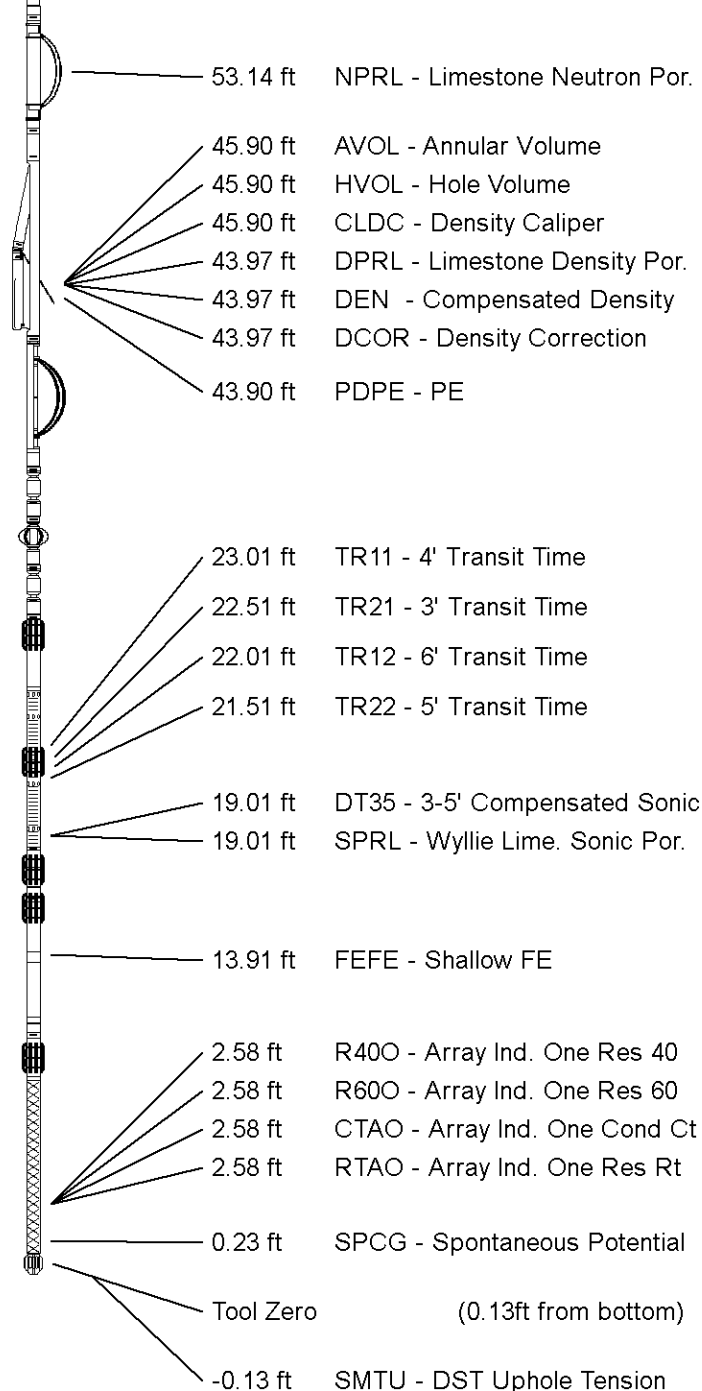 53.14 ft NPRL - Limestone Neutron Por.
45.90 ft AVOL - Annular Volume
45.90 ft HVOL - Hole Volume
45.90 ft CLDC - Density Caliper
43.97 ft DPRL - Limestone Density Por.
43.97 ft DEN - Compensated Density
43.97 ft DCOR - Density Correction
43.90 ft PDPE - PE
23.01 ft TR11 - 4' Transit Time
22.51 ft TR21 - 3' Transit Time
22.01 ft TR12 - 6' Transit Time
21.51 ft TR22 - 5' Transit Time
19.01 ft DT35 - 3-5' Compensated Sonic
19.01 ft SPRL - Wyllie Lime. Sonic Por.
13.91 ft FEFE - Shallow FE
2.58 ft R40O - Array Ind. One Res 40
2.58 ft R60O - Array Ind. One Res 60
2.58 ft CTAO - Array Ind. One Cond Ct
2.58 ft RTAO - Array Ind. One Res Rt
0.23 ft SPCG - Spontaneous Potential
Tool Zero (0.13ft from bottom)
-0.13 ft SMTU - DST Uphole Tension